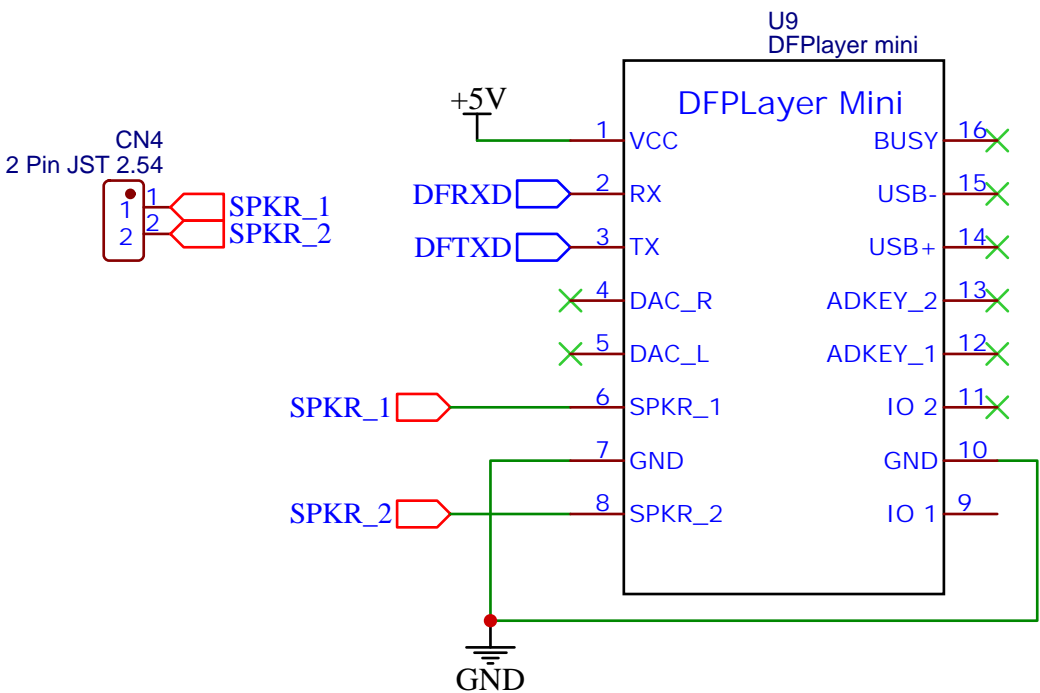 U9
DFPlayer mini
DFPLayer Mini
+5V
CN4
2 Pin JST 2.54
1 1 SPKR_1
2 2 SPKR_2
1 VCC BUSY 16
DFRXD 2 RX USB- 15
DFTXD 3 TX USB+ 14
4 DAC_R ADKEY_2 13
5 DAC_L ADKEY_1 12
SPKR_1 6 SPKR_1 IO 2 11
7 GND GND 10
SPKR_2 8 SPKR_2 IO 1 9
GND